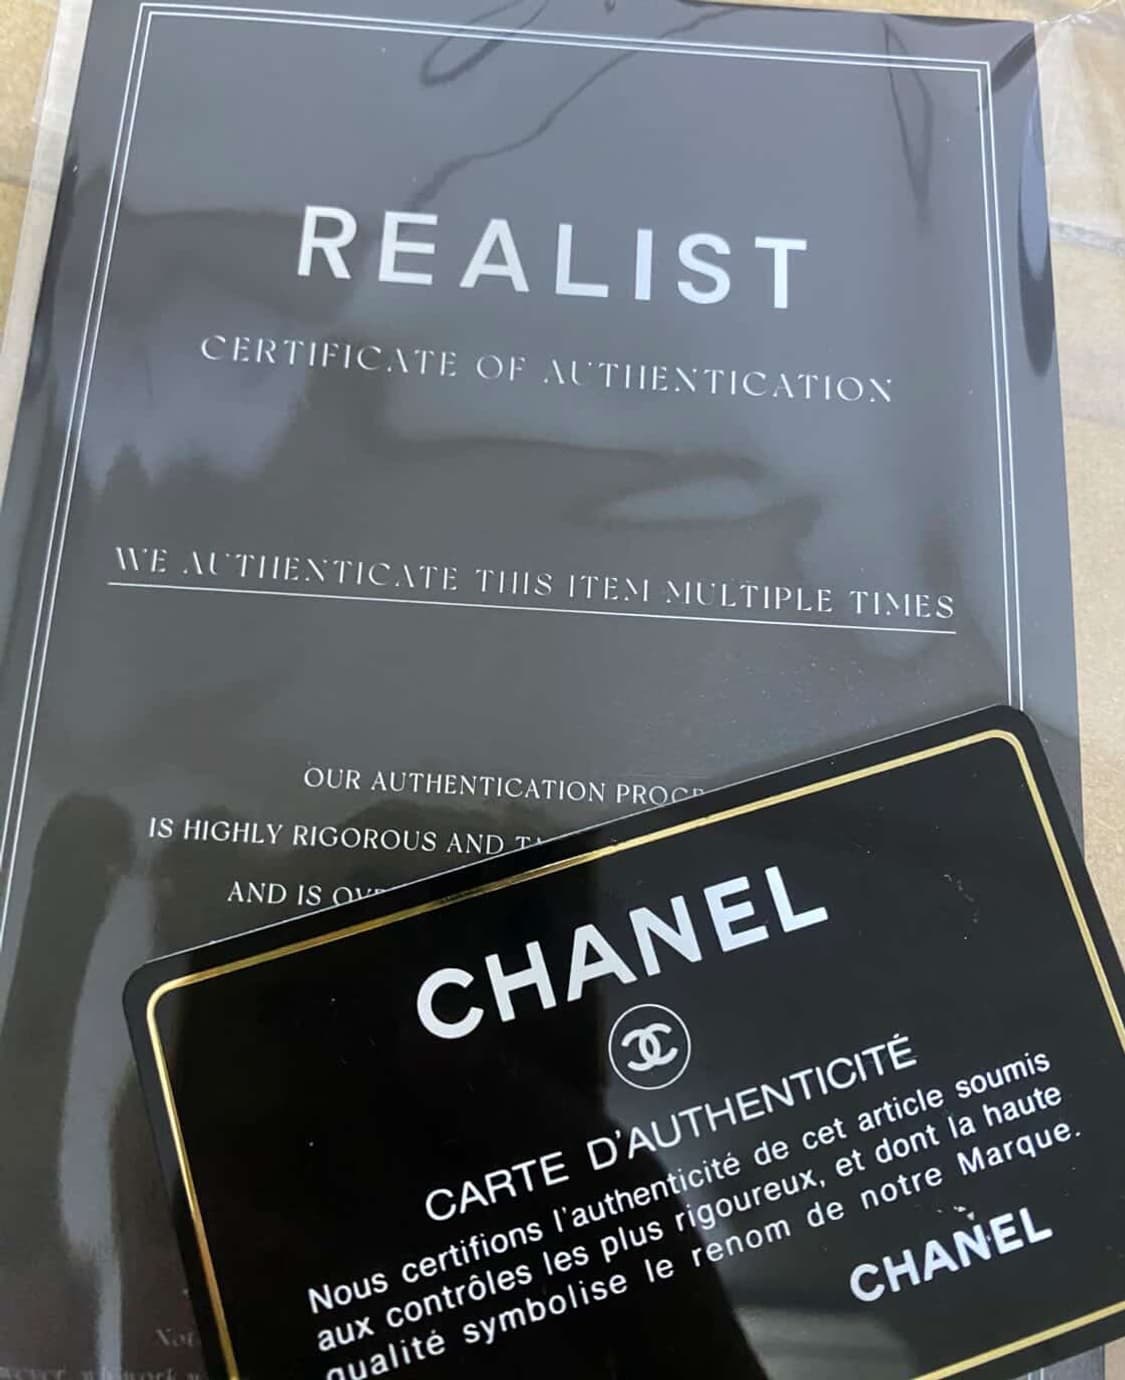 REALIST
CERTIFICATE OF AUTHENTICATION
WE AUTHENTICATE THIS ITEM MULTIPLE TIMES
OUR AUTHENTICATION
IS HIGHLY RIGOROUS AND
AND IS
CHANEL
CARTE D'AUTHENTICITÉ
Nous certifions l'authenticité de cet article soumis
aux contrôles les plus rigoureux, et dont la haute
qualité symbolise le renom de notre Marque.
CHANEL